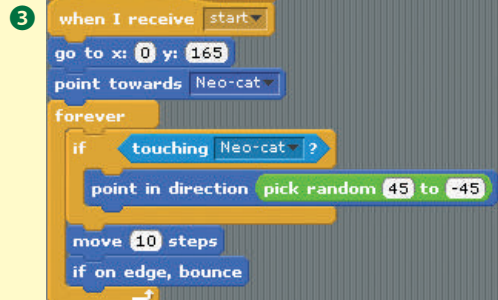 3
when I receive start
go to x: 0 y: 165
point towards Neo-cat
forever
if touching Neo-cat ?
point in direction pick random 45 to -45
move 10 steps
if on edge, bounce